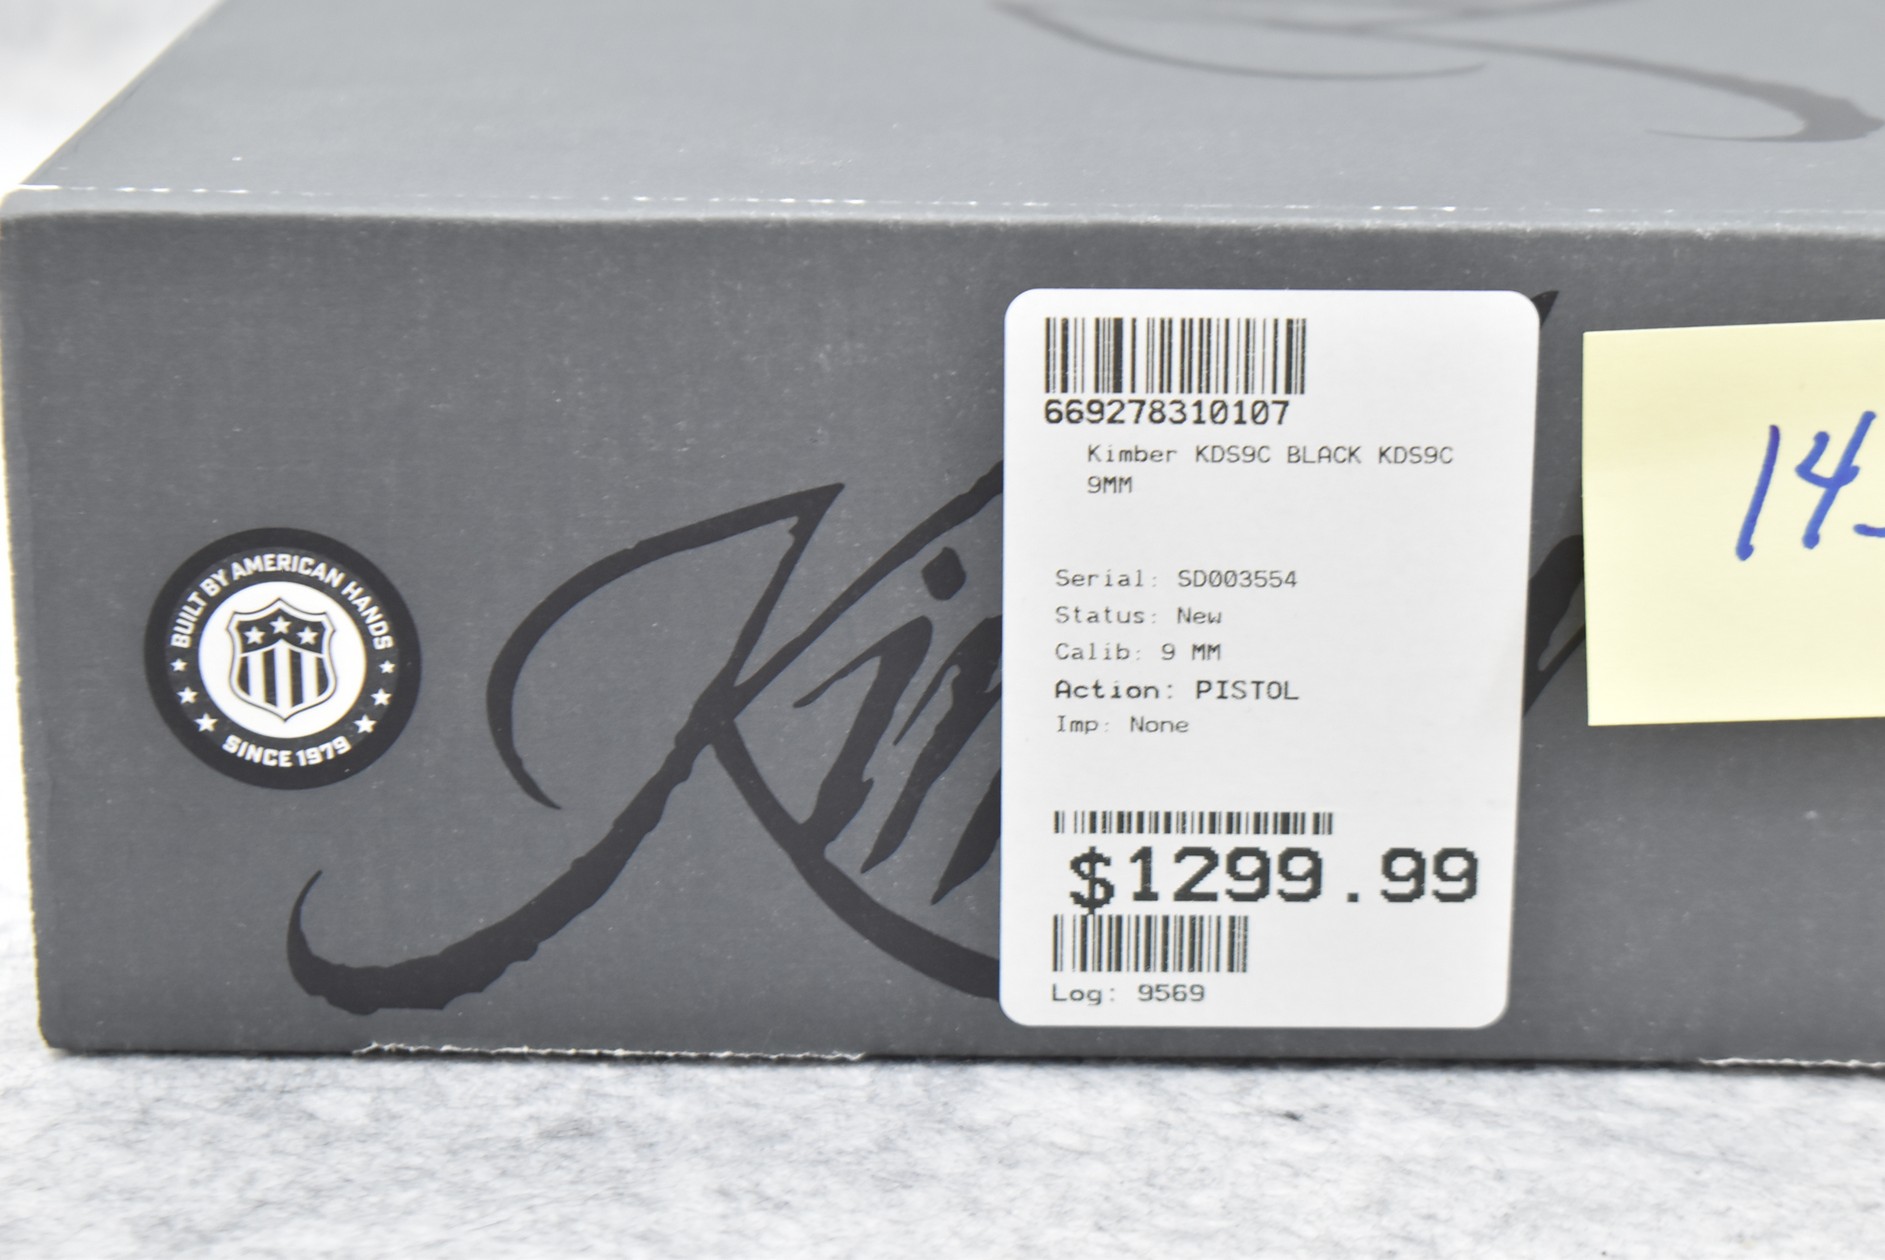 BUILT BY AMERICAN HANDS
SINCE 1979
Kim
669278310107
Kimber KDS9C BLACK KDS9C
9MM
Serial: SD003554
Status: New
Calib: 9 MM
Action: PISTOL
Imp: None
$1299.99
Log: 9569
14